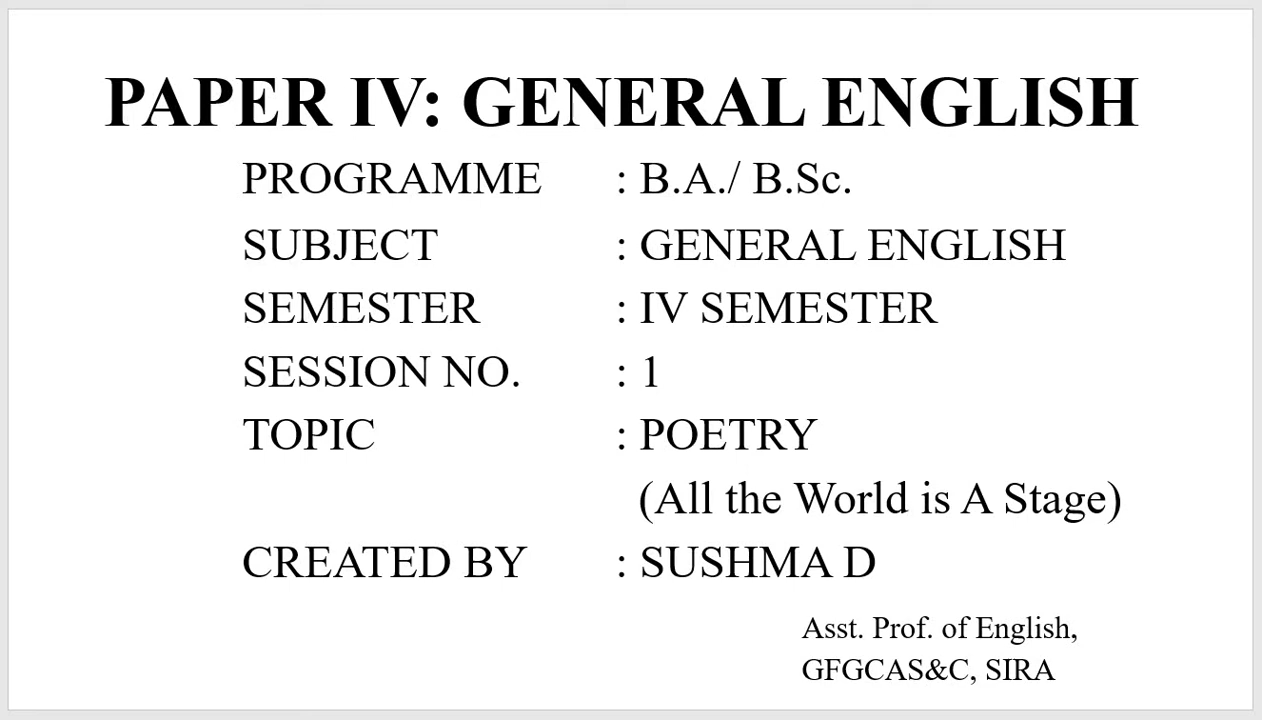 PAPER IV: GENERAL ENGLISH
PROGRAMME : B.A./ B.Sc.
SUBJECT : GENERAL ENGLISH
SEMESTER : IV SEMESTER
SESSION NO. : 1
TOPIC : POETRY
(All the World is A Stage)
CREATED BY : SUSHMA D
Asst. Prof. of English,
GFGCAS&C, SIRA